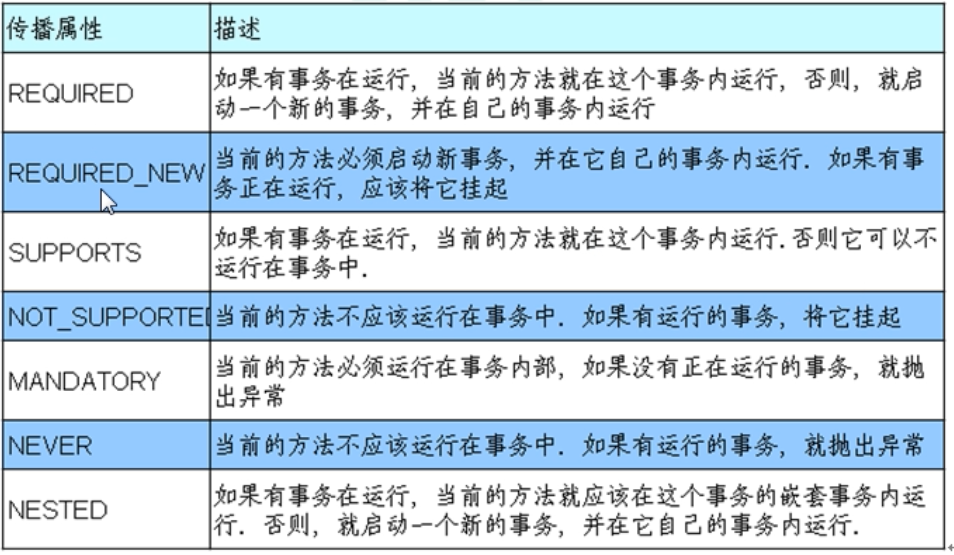 传播属性 描述
REQUIRED 如果有事务在运行，当前的方法就在这个事务内运行，否则，就启
动一个新的事务，并在自己的事务内运行
REQUIRED_NEW 当前的方法必须启动新事务，并在它自己的事务内运行. 如果有事
务正在运行，应该将它挂起
SUPPORTS 如果有事务在运行，当前的方法就在这个事务内运行.否则它可以不
运行在事务中.
NOT_SUPPORTED 当前的方法不应该运行在事务中. 如果有运行的事务，将它挂起
MANDATORY 当前的方法必须运行在事务内部，如果没有正在运行的事务，就抛
出异常
NEVER 当前的方法不应该运行在事务中. 如果有运行的事务，就抛出异常
NESTED 如果有事务在运行，当前的方法就应该在这个事务的嵌套事务内运
行. 否则，就启动一个新的事务，并在它自己的事务内运行.